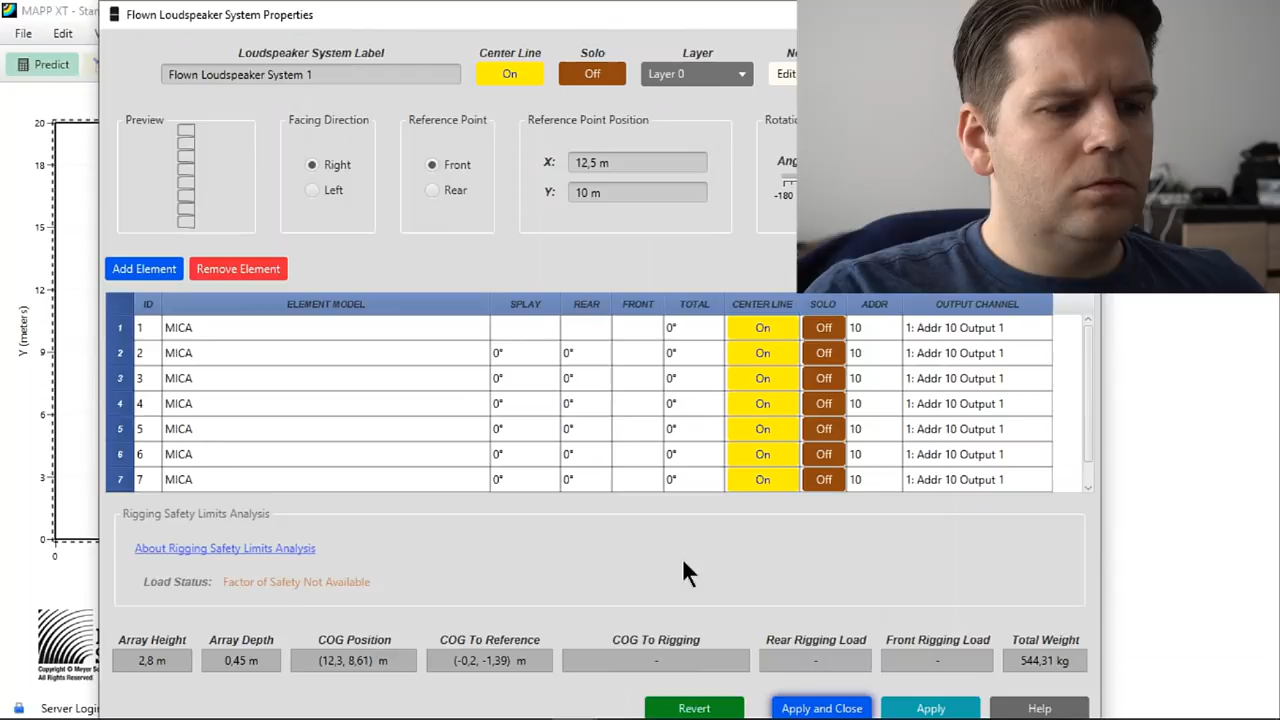 MAPP XT - Stan
Flown Loudspeaker System Properties
File Edit
Predict
Loudspeaker System Label Center Line Solo Layer
Flown Loudspeaker System 1 On Off Layer 0 Edit
Preview Facing Direction Reference Point Reference Point Position
Right Front X: 12,5 m
Left Rear Y: 10 m
-180
Add Element Remove Element
ID ELEMENT MODEL SPLAY REAR FRONT TOTAL CENTER LINE SOLO ADDR OUTPUT CHANNEL
1 1 MICA 0° On Off 10 1: Addr 10 Output 1
2 2 MICA 0° 0° 0° On Off 10 1: Addr 10 Output 1
3 3 MICA 0° 0° 0° On Off 10 1: Addr 10 Output 1
4 4 MICA 0° 0° 0° On Off 10 1: Addr 10 Output 1
5 5 MICA 0° 0° 0° On Off 10 1: Addr 10 Output 1
6 6 MICA 0° 0° 0° On Off 10 1: Addr 10 Output 1
7 7 MICA 0° 0° 0° On Off 10 1: Addr 10 Output 1
Rigging Safety Limits Analysis
About Rigging Safety Limits Analysis
Load Status: Factor of Safety Not Available
Array Height Array Depth COG Position COG To Reference COG To Rigging Rear Rigging Load Front Rigging Load Total Weight
2,8 m 0,45 m (12,3, 8,61) m (-0,2, -1,39) m - - - 544,31 kg
Revert Apply and Close Apply Help
Y (meters)
20
18
15
12
9
6
3
0
0
Copyright © Meyer S
All Rights Reserved.
Server Logi